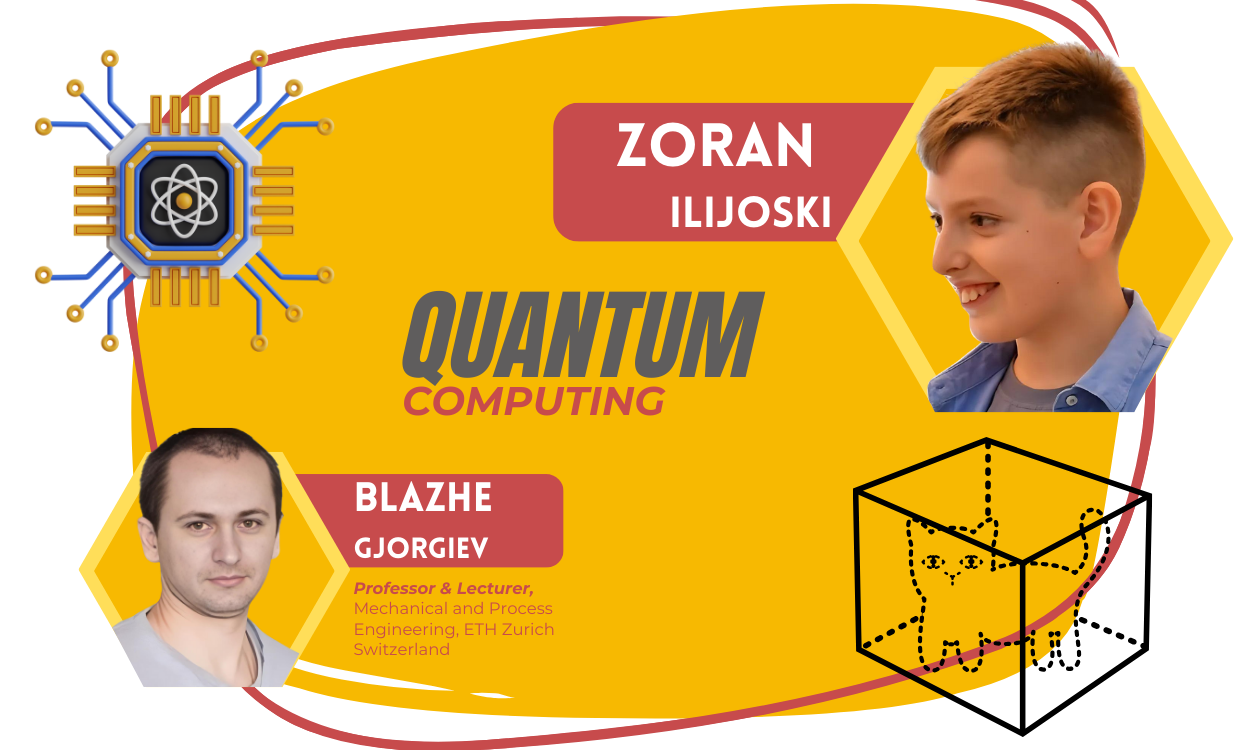 ZORAN
ILIJOSKI
QUANTUM
COMPUTING
BLAZHE
GJORGIEV
Professor & Lecturer,
Mechanical and Process
Engineering, ETH Zurich
Switzerland